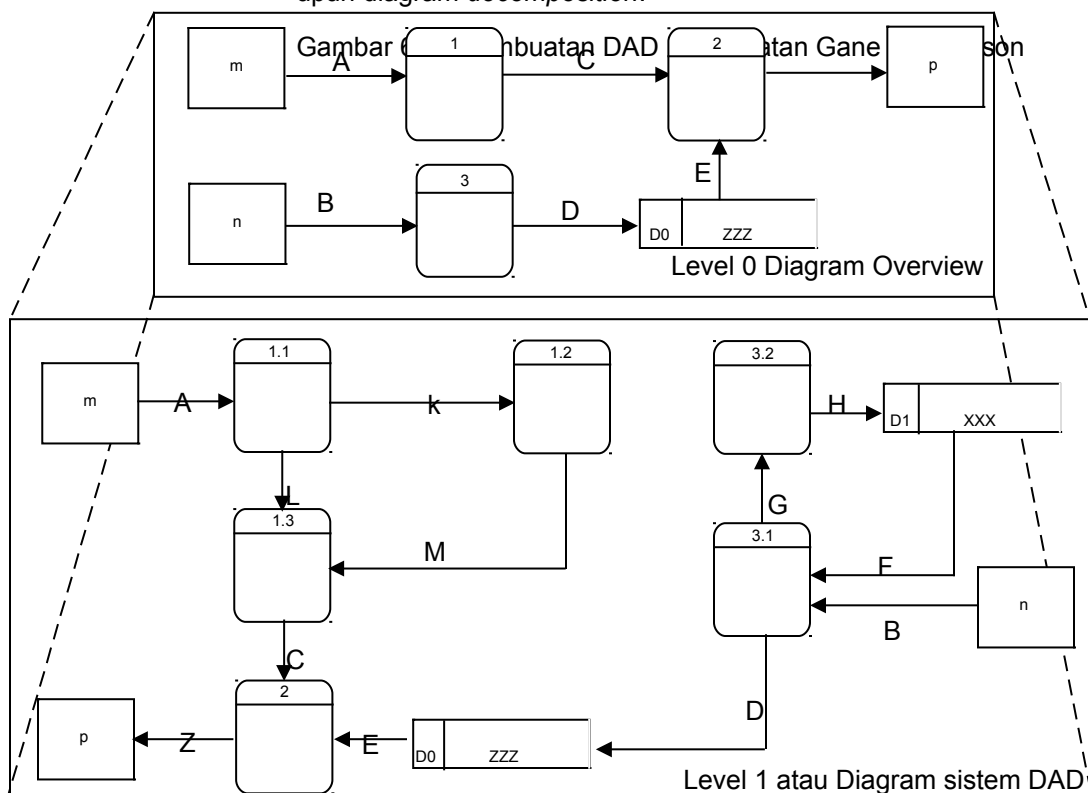 apun diagram decomposition.
Gambar 6 mbuatan DAD atan Gane son
m A 1 C 2 p
n B 3 D E
D0 ZZZ
Level 0 Diagram Overview
m A 1.1 k 1.2 3.2 H D1 XXX
L G
1.3 M 3.1 F
B n
C
p Z 2 E D0 ZZZ D
Level 1 atau Diagram sistem DAD